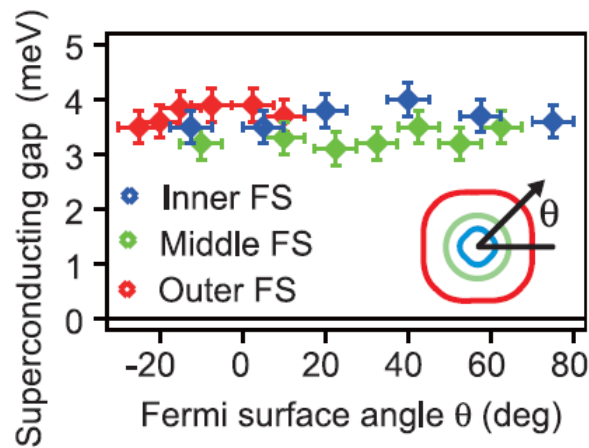 Superconducting gap (meV)
5
4
3
2
1
0
Inner FS
Middle FS
Outer FS
θ
-20 0 20 40 60 80
Fermi surface angle θ (deg)